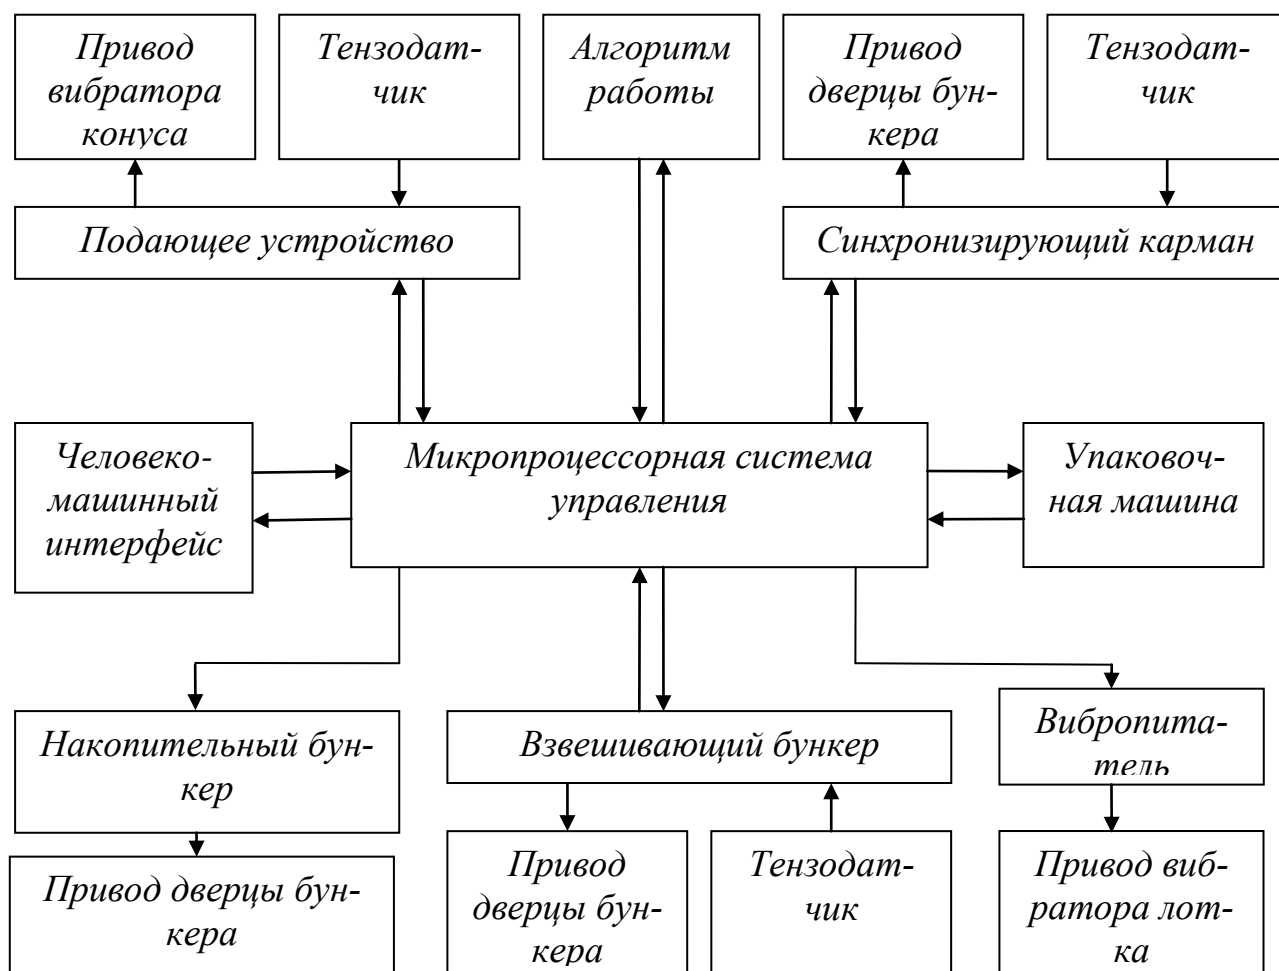 Привод
вибратора
конуса
Тензодат-
чик
Алгоритм
работы
Привод
дверцы бун-
кера
Тензодат-
чик
Подающее устройство
Синхронизирующий карман
Человеко-
машинный
интерфейс
Микропроцессорная система
управления
Упаковоч-
ная машина
Накопительный бун-
кер
Взвешивающий бункер
Вибропита-
тель
Привод дверцы бун-
кера
Привод
дверцы бун-
кера
Тензодат-
чик
Привод виб-
ратора лот-
ка